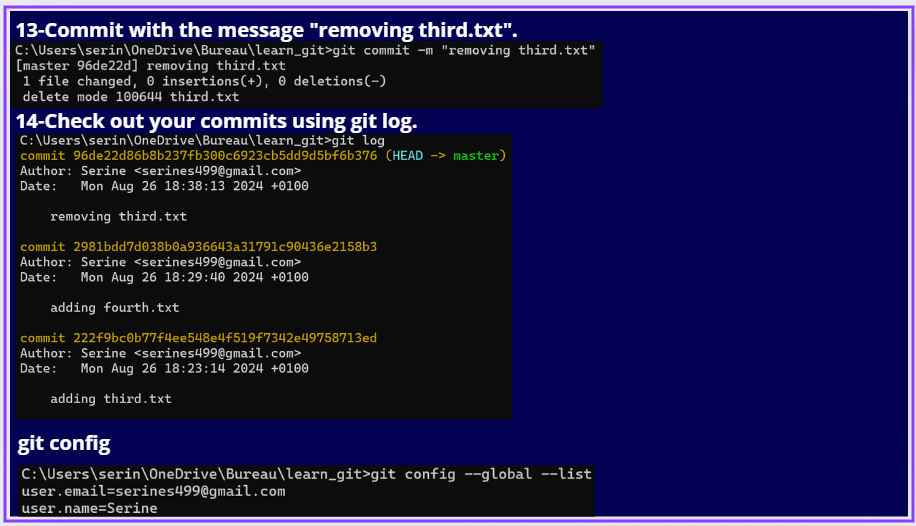 13-Commit with the message "removing third.txt".
C:\Users\serin\OneDrive\Bureau\learn_git>git commit -m "removing third.txt"
[master 96de22d] removing third.txt
 1 file changed, 0 insertions(+), 0 deletions(-)
 delete mode 100644 third.txt
14-Check out your commits using git log.
C:\Users\serin\OneDrive\Bureau\learn_git>git log
commit 96de22d86b8b237fb300c6923cb5dd9d5bf6b376 (HEAD -> master)
Author: Serine <serines499@gmail.com>
Date:   Mon Aug 26 18:38:13 2024 +0100
    removing third.txt
commit 2981bdd7d038b0a936643a31791c90436e2158b3
Author: Serine <serines499@gmail.com>
Date:   Mon Aug 26 18:29:40 2024 +0100
    adding fourth.txt
commit 222f9bc0b77f4ee548e4f519f7342e49758713ed
Author: Serine <serines499@gmail.com>
Date:   Mon Aug 26 18:23:14 2024 +0100
    adding third.txt
git config
C:\Users\serin\OneDrive\Bureau\learn_git>git config --global --list
user.email=serines499@gmail.com
user.name=Serine